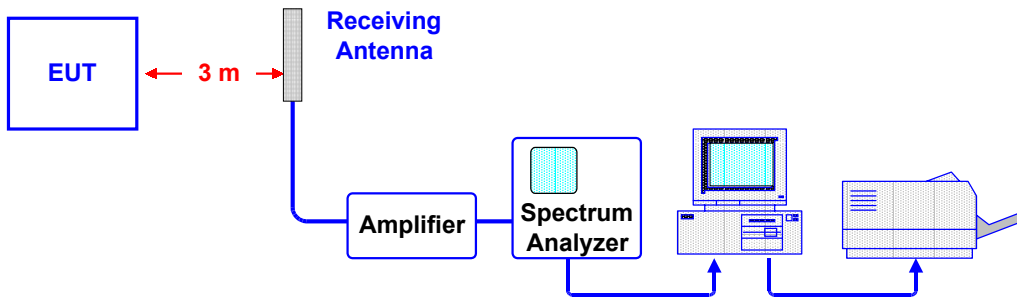 EUT
3 m
Receiving
Antenna
Amplifier
Spectrum
Analyzer